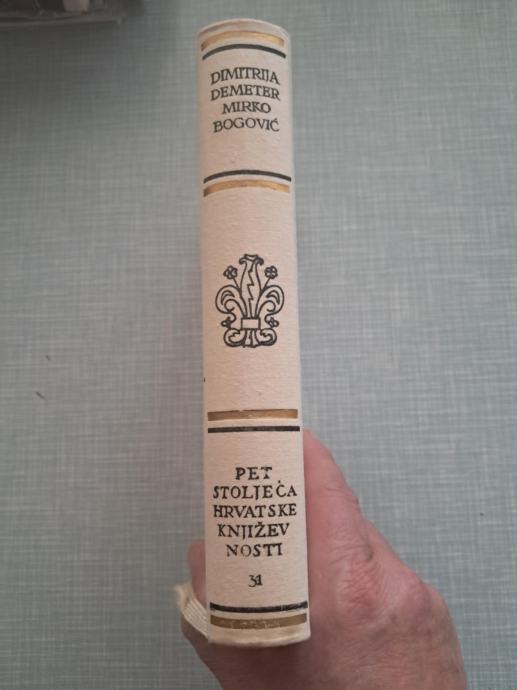 DIMITRIJA
DEMETER
MIRKO
BOGOVIĆ
PET
STOLJEĆA
HRVATSKE
KNJIŽEV
NOSTI
31